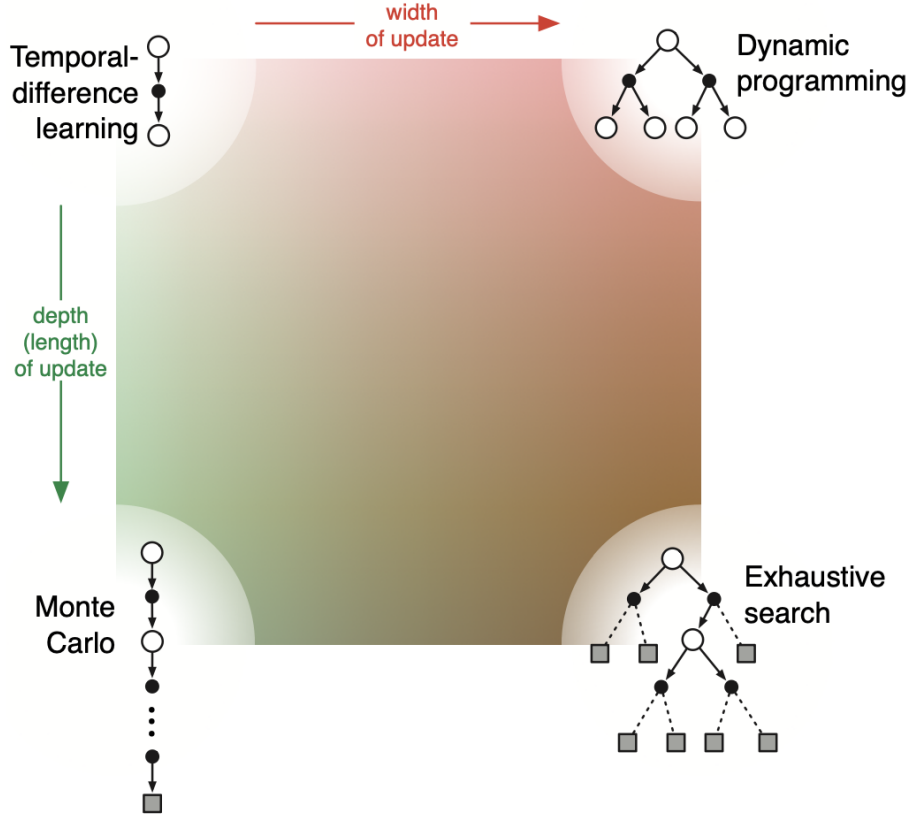 width
of update
Temporal-
difference
learning
Dynamic
programming
depth
(length)
of update
Monte
Carlo
Exhaustive
search